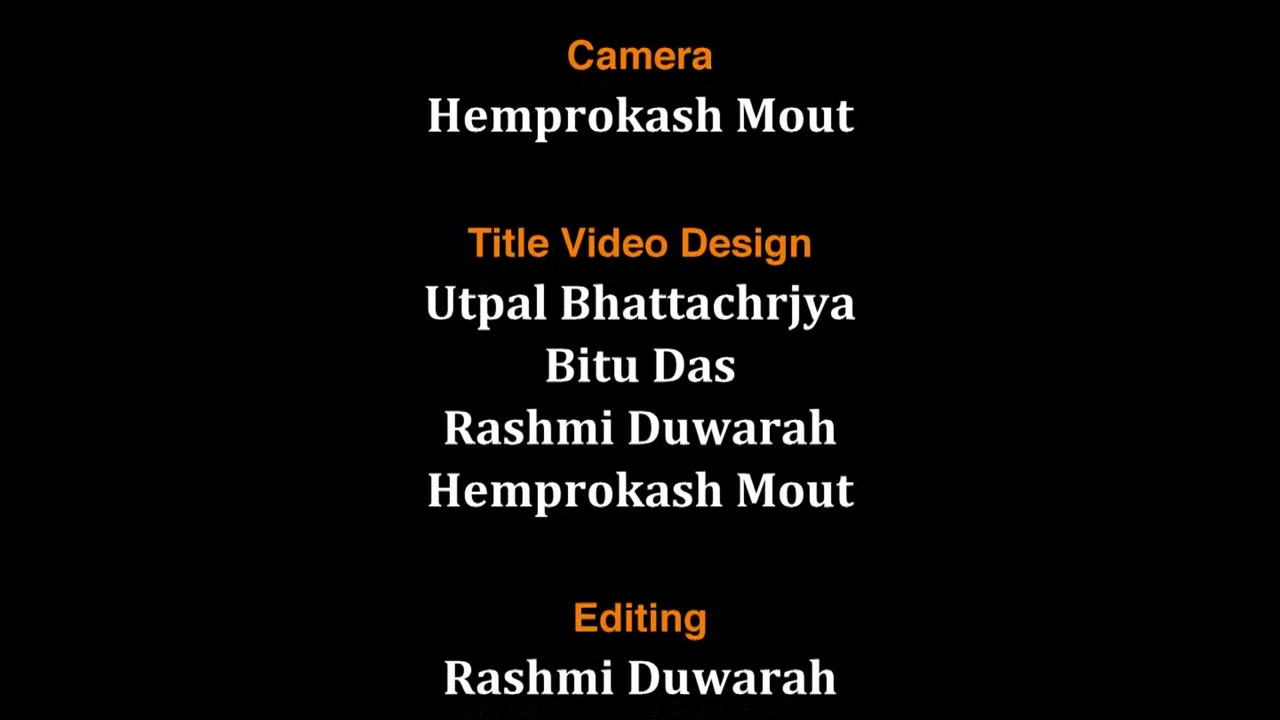 Camera
Hemprokash Mout
Title Video Design
Utpal Bhattachrjya
Bitu Das
Rashmi Duwarah
Hemprokash Mout
Editing
Rashmi Duwarah